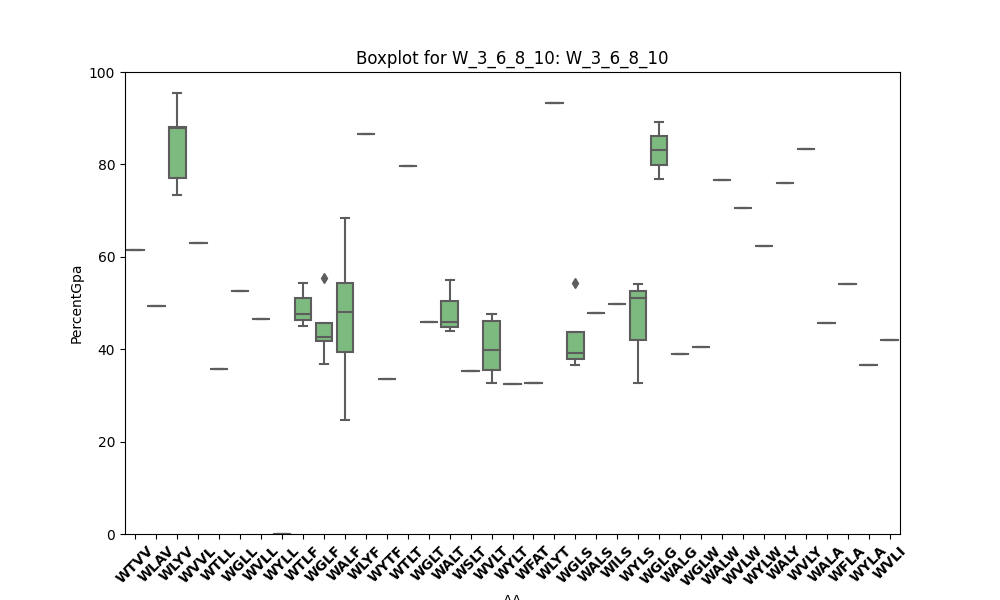 Boxplot for W_3_6_8_10: W_3_6_8_10
PercentGpa
100
80
60
40
20
0
WTVV
WLAV
WLYV
WVVL
WTLL
WGLL
WVLL
WYLL
WTLF
WGLF
WALF
WLYF
WYTF
WTLT
WGLT
WALT
WSLT
WVLT
WYLT
WFAT
WLYT
WGLS
WALS
WILS
WYLS
WGLG
WALG
WGLW
WALW
WVLW
WYLW
WALY
WVLY
WALA
WFLA
WYLA
WVLI